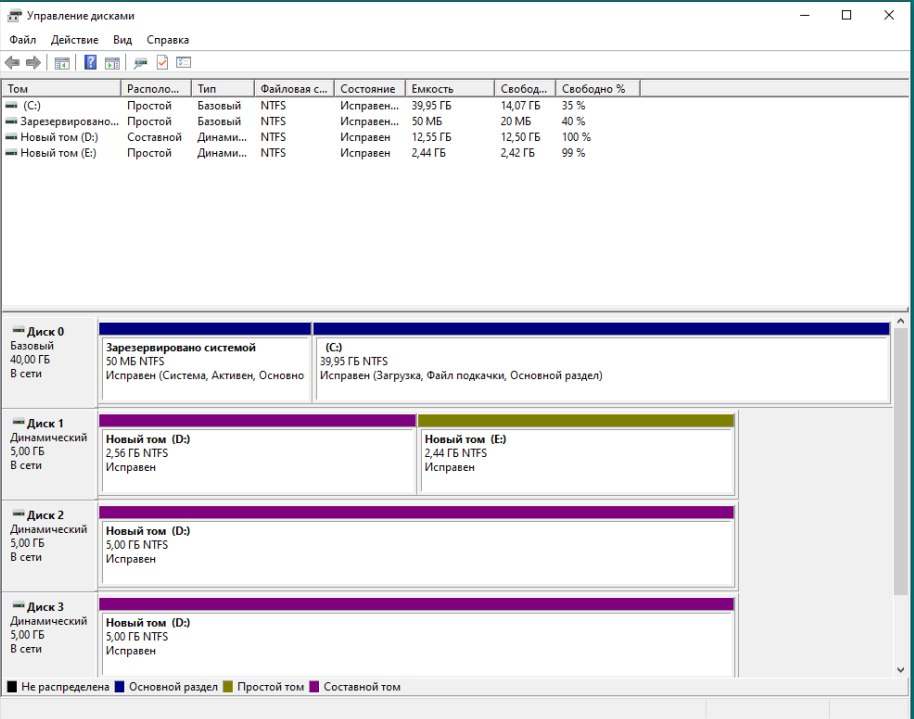 Управление дисками
Файл Действие Вид Справка
Том Располо... Тип Файловая с... Состояние Емкость Свобод... Свободно %
(C:) Простой Базовый NTFS Исправен... 39,95 ГБ 14,07 ГБ 35 %
Зарезервировано... Простой Базовый NTFS Исправен... 50 МБ 20 МБ 40 %
Новый том (D:) Составной Динами... NTFS Исправен 12,55 ГБ 12,50 ГБ 100 %
Новый том (E:) Простой Динами... NTFS Исправен 2,44 ГБ 2,42 ГБ 99 %
Диск 0
Базовый
40,00 ГБ
В сети
Зарезервировано системой
50 МБ NTFS
Исправен (Система, Активен, Основно
(C:)
39,95 ГБ NTFS
Исправен (Загрузка, Файл подкачки, Основной раздел)
Диск 1
Динамический
5,00 ГБ
В сети
Новый том (D:)
2,56 ГБ NTFS
Исправен
Новый том (E:)
2,44 ГБ NTFS
Исправен
Диск 2
Динамический
5,00 ГБ
В сети
Новый том (D:)
5,00 ГБ NTFS
Исправен
Диск 3
Динамический
5,00 ГБ
В сети
Новый том (D:)
5,00 ГБ NTFS
Исправен
Не распределена Основной раздел Простой том Составной том